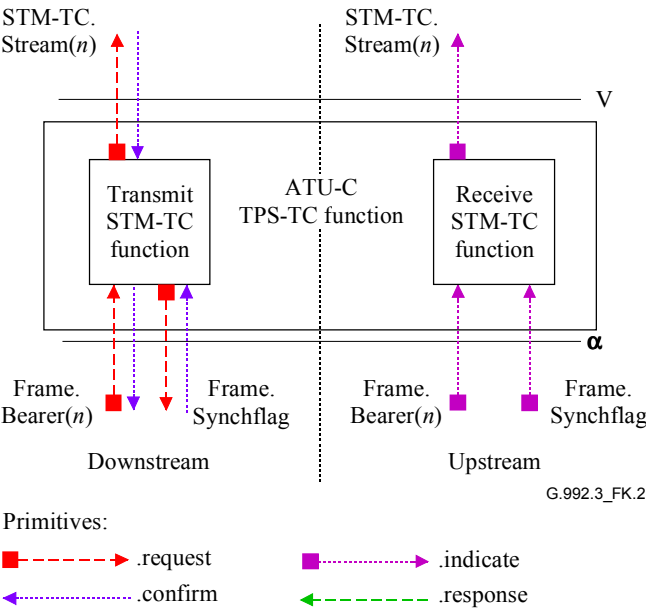 STM-TC.
Stream(n)
STM-TC.
Stream(n)
V
Transmit
STM-TC
function
ATU-C
TPS-TC function
Receive
STM-TC
function
α
Frame.
Bearer(n)
Frame.
Synchflag
Frame.
Bearer(n)
Frame.
Synchflag
Downstream
Upstream
G.992.3_FK.2
Primitives:
.request
.indicate
.confirm
.response